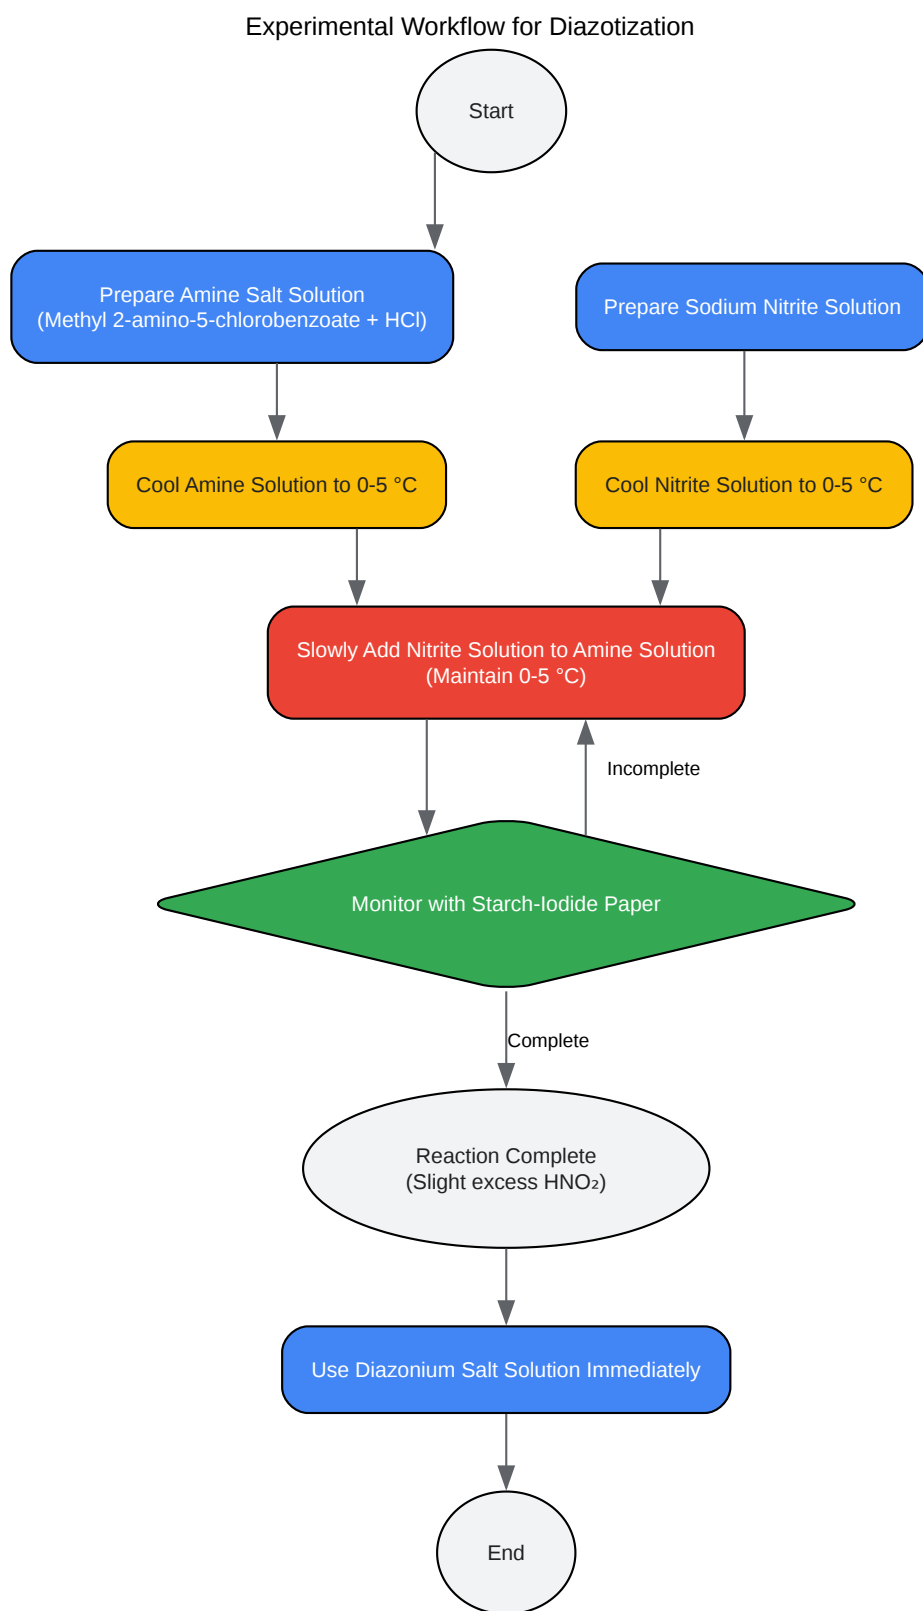 Experimental Workflow for Diazotization
Start
Prepare Amine Salt Solution
(Methyl 2-amino-5-chlorobenzoate + HCl)
Prepare Sodium Nitrite Solution
Cool Amine Solution to 0-5 °C
Cool Nitrite Solution to 0-5 °C
Slowly Add Nitrite Solution to Amine Solution
(Maintain 0-5 °C)
Incomplete
Monitor with Starch-Iodide Paper
Complete
Reaction Complete
(Slight excess HNO₂)
Use Diazonium Salt Solution Immediately
End